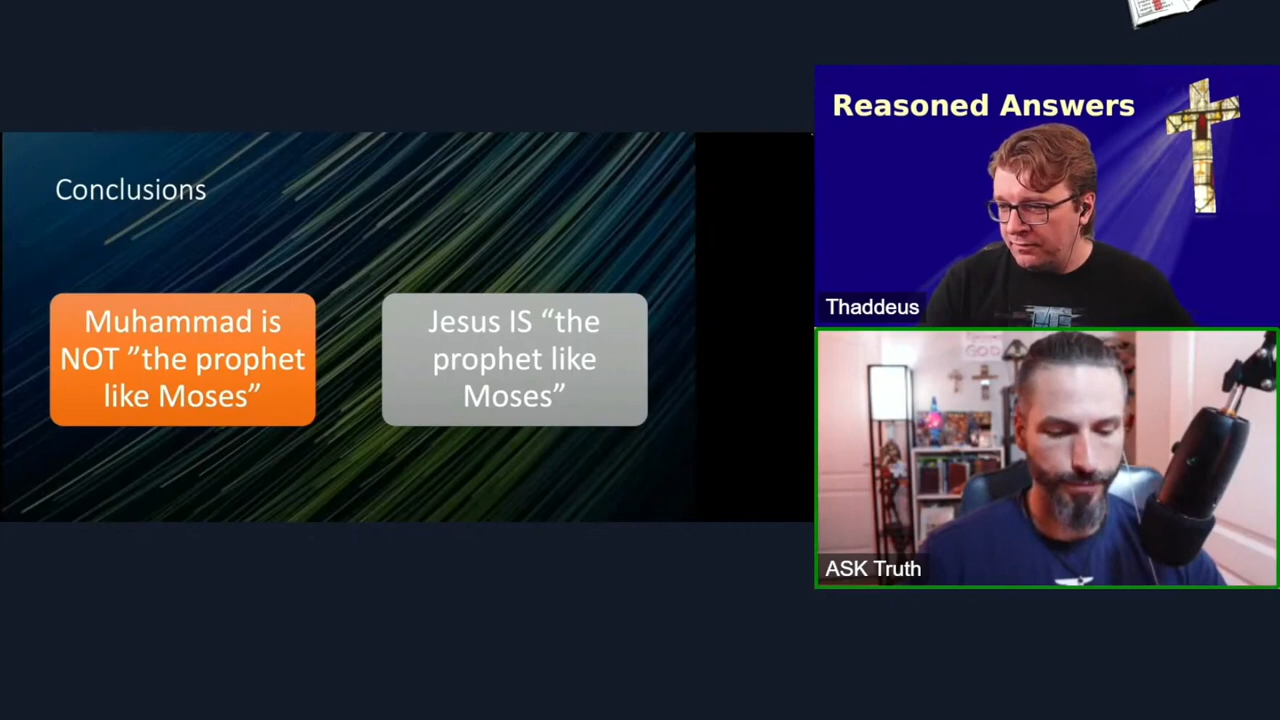 Conclusions
Muhammad is
NOT ”the prophet
like Moses”
Jesus IS “the
prophet like
Moses”
Reasoned Answers
Thaddeus
ASK Truth